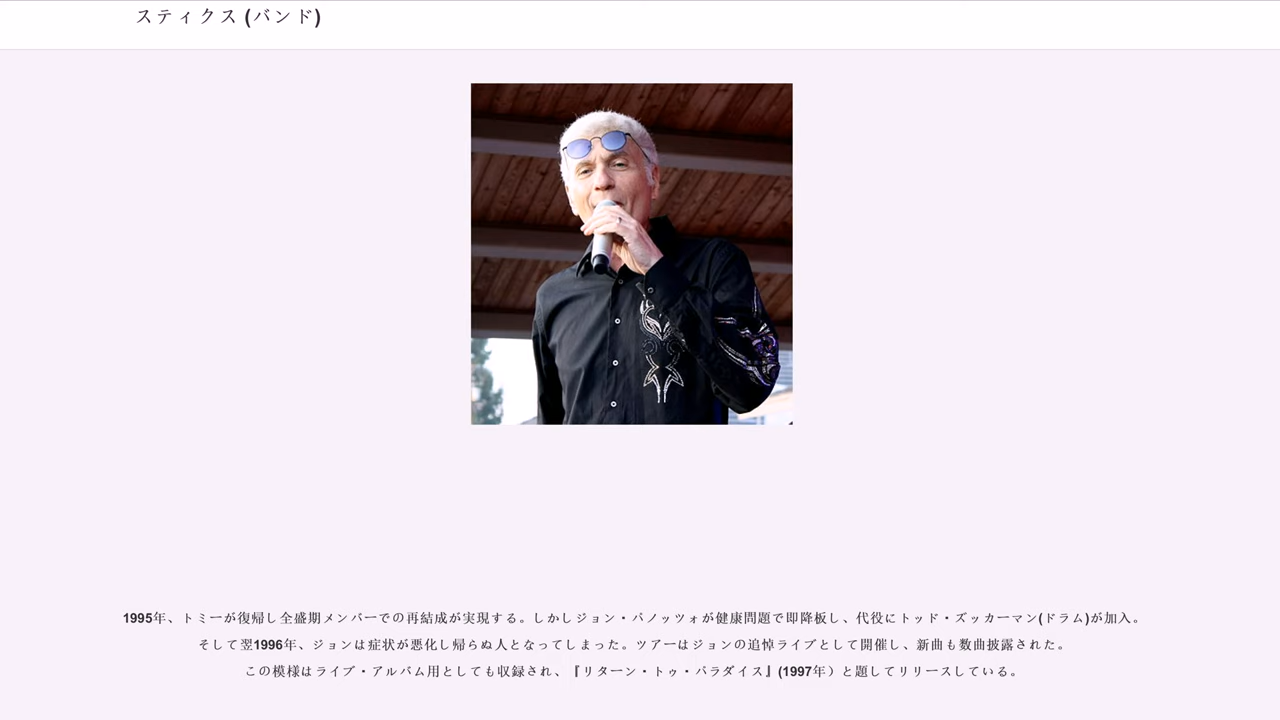 スティクス (バンド)
1995年、トミーが復帰し全盛期メンバーでの再結成が実現する。しかしジョン・パノッツォが健康問題で即降板し、代役にトッド・ズッカーマン(ドラム)が加入。
そして翌1996年、ジョンは症状が悪化し帰らぬ人となってしまった。ツアーはジョンの追悼ライブとして開催し、新曲も数曲披露された。
この模様はライブ・アルバム用としても収録され、『リターン・トゥ・パラダイス』(1997年）と題してリリースしている。